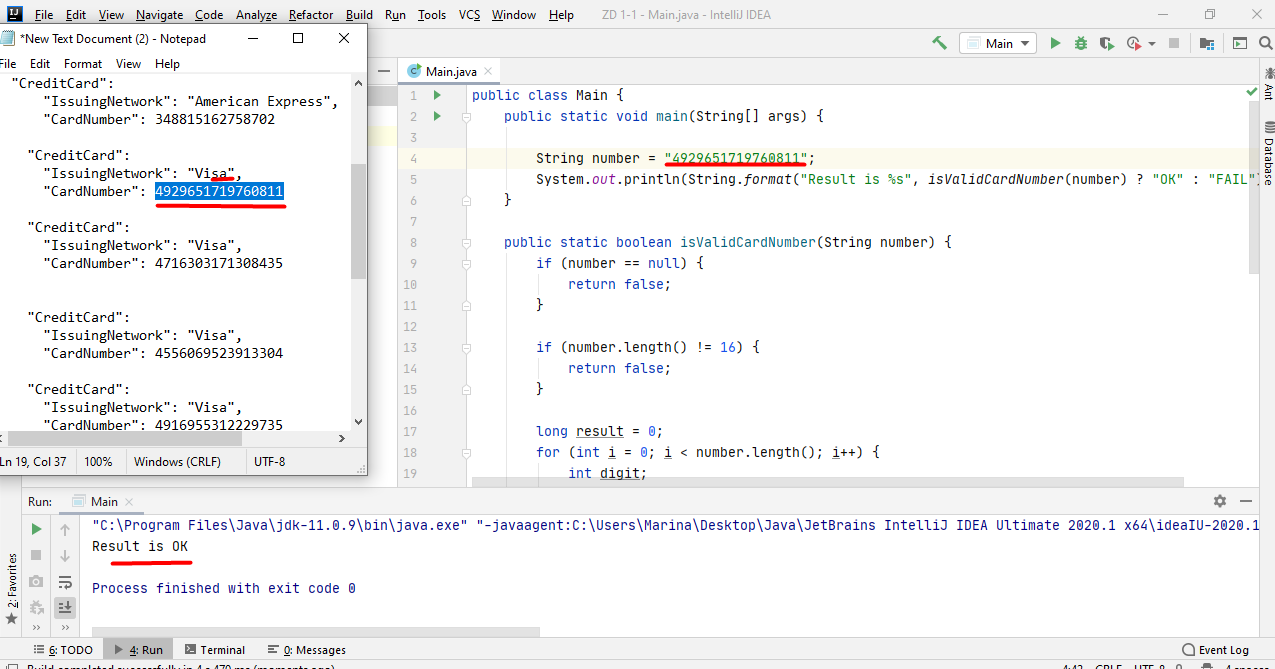 File Edit View Navigate Code Analyze Refactor Build Run Tools VCS Window Help ZD 1-1 - Main.java - IntelliJ IDEA
*New Text Document (2) - Notepad
File Edit Format View Help
"CreditCard":
"IssuingNetwork": "American Express",
"CardNumber": 348815162758702
"CreditCard":
"IssuingNetwork": "Visa",
"CardNumber": 4929651719760811
"CreditCard":
"IssuingNetwork": "Visa",
"CardNumber": 4716303171308435
"CreditCard":
"IssuingNetwork": "Visa",
"CardNumber": 4556069523913304
"CreditCard":
"IssuingNetwork": "Visa",
"CardNumber": 4916955312229735
Ln 19, Col 37 100% Windows (CRLF) UTF-8
Main
Main.java
1 public class Main {
2 public static void main(String[] args) {
3
4 String number = "4929651719760811";
5 System.out.println(String.format("Result is %s", isValidCardNumber(number) ? "OK" : "FAIL")
6 }
7
8 public static boolean isValidCardNumber(String number) {
9 if (number == null) {
10 return false;
11 }
12
13 if (number.length() != 16) {
14 return false;
15 }
16
17 long result = 0;
18 for (int i = 0; i < number.length(); i++) {
19 int digit;
Ant
Database
Run: Main
"C:\Program Files\Java\jdk-11.0.9\bin\java.exe" "-javaagent:C:\Users\Marina\Desktop\Java\JetBrains IntelliJ IDEA Ultimate 2020.1 x64\ideaIU-2020.1
Result is OK
Process finished with exit code 0
2: Favorites
6: TODO 4: Run Terminal 0: Messages Event Log
Build completed successfully in 4 s 470 ms (moments ago) 4:43 CRLF UTF-8 4 spaces